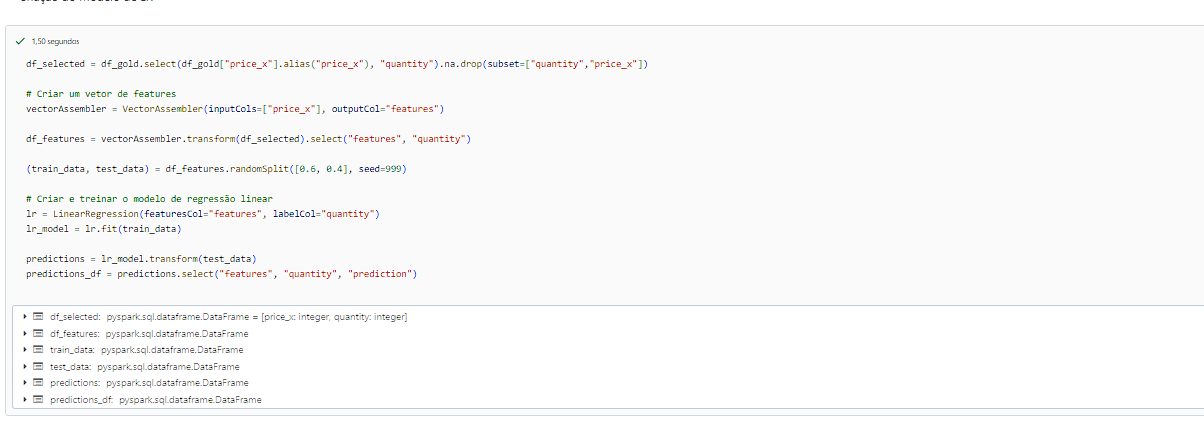 1,50 segundos
df_selected = df_gold.select(df_gold["price_x"].alias("price_x"), "quantity").na.drop(subset=["quantity","price_x"])
# Criar um vetor de features
vectorAssembler = VectorAssembler(inputCols=["price_x"], outputCol="features")
df_features = vectorAssembler.transform(df_selected).select("features", "quantity")
(train_data, test_data) = df_features.randomSplit([0.6, 0.4], seed=999)
# Criar e treinar o modelo de regressão linear
lr = LinearRegression(featuresCol="features", labelCol="quantity")
lr_model = lr.fit(train_data)
predictions = lr_model.transform(test_data)
predictions_df = predictions.select("features", "quantity", "prediction")
df_selected: pyspark.sql.dataframe.DataFrame = [price_x: integer, quantity: integer]
df_features: pyspark.sql.dataframe.DataFrame
train_data: pyspark.sql.dataframe.DataFrame
test_data: pyspark.sql.dataframe.DataFrame
predictions: pyspark.sql.dataframe.DataFrame
predictions_df: pyspark.sql.dataframe.DataFrame